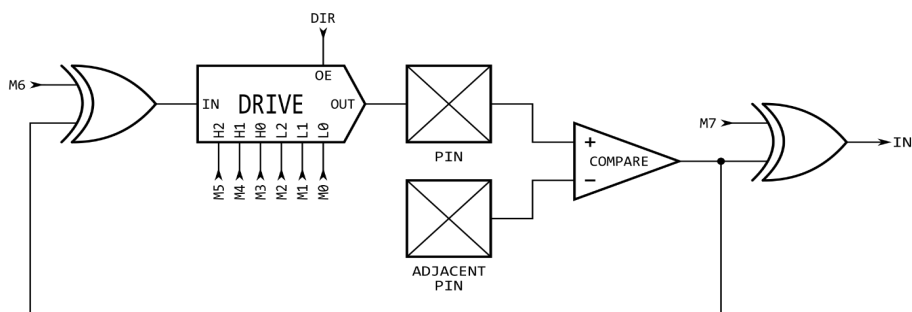 DIR
M6
OE
IN
DRIVE
OUT
H2
H1
H0
L2
L1
L0
M5
M4
M3
M2
M1
M0
PIN
ADJACENT
PIN
+
COMPARE
−
M7
IN